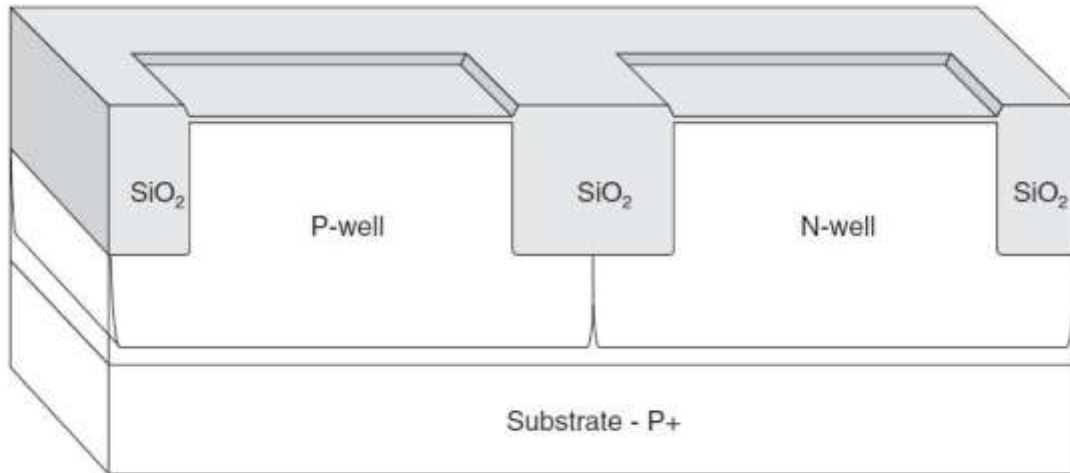 SiO₂
SiO₂
SiO₂
P-well
N-well
Substrate - P+